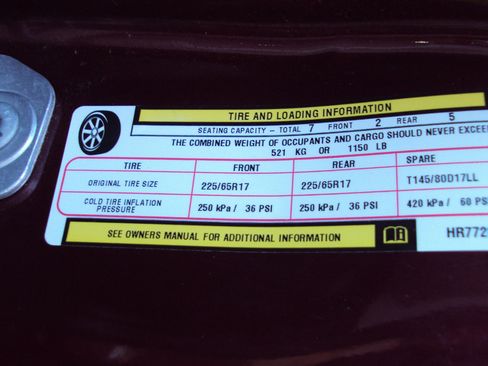 TIRE AND LOADING INFORMATION
SEATING CAPACITY - TOTAL 7 FRONT 2 REAR 5
THE COMBINED WEIGHT OF OCCUPANTS AND CARGO SHOULD NEVER EXCEE
521 KG OR 1150 LB
TIRE FRONT REAR SPARE
ORIGINAL TIRE SIZE 225/65R17 225/65R17 T145/80D17LL
COLD TIRE INFLATION PRESSURE 250 kPa / 36 PSI 250 kPa / 36 PSI 420 kPa / 60 PS
SEE OWNERS MANUAL FOR ADDITIONAL INFORMATION HR772